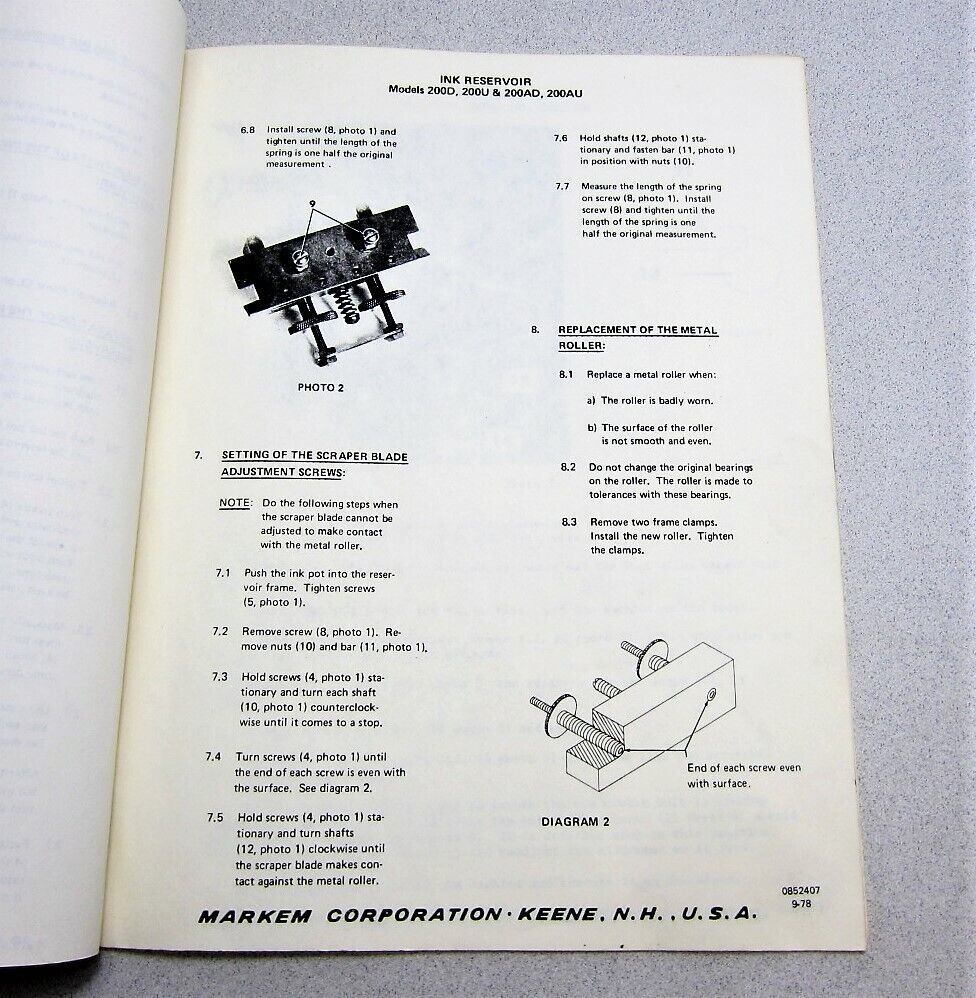 INK RESERVOIR
Models 200D, 200U & 200AD, 200AU
6.8 Install screw (8, photo 1) and
tighten until the length of the
spring is one half the original
measurement .
9
PHOTO 2
7. SETTING OF THE SCRAPER BLADE
ADJUSTMENT SCREWS:
NOTE: Do the following steps when
the scraper blade cannot be
adjusted to make contact
with the metal roller.
7.1 Push the ink pot into the reser-
voir frame. Tighten screws
(5, photo 1).
7.2 Remove screw (8, photo 1). Re-
move nuts (10) and bar (11, photo 1).
7.3 Hold screws (4, photo 1) sta-
tionary and turn each shaft
(10, photo 1) counterclock-
wise until it comes to a stop.
7.4 Turn screws (4, photo 1) until
the end of each screw is even with
the surface. See diagram 2.
7.5 Hold screws (4, photo 1) sta-
tionary and turn shafts
(12, photo 1) clockwise until
the scraper blade makes con-
tact against the metal roller.
7.6 Hold shafts (12, photo 1) sta-
tionary and fasten bar (11, photo 1)
in position with nuts (10).
7.7 Measure the length of the spring
on screw (8, photo 1). Install
screw (8) and tighten until the
length of the spring is one
half the original measurement.
8. REPLACEMENT OF THE METAL
ROLLER:
8.1 Replace a metal roller when:
a) The roller is badly worn.
b) The surface of the roller
is not smooth and even.
8.2 Do not change the original bearings
on the roller. The roller is made to
tolerances with these bearings.
8.3 Remove two frame clamps.
Install the new roller. Tighten
the clamps.
End of each screw even
with surface.
DIAGRAM 2
0852407
9-78
MARKEM CORPORATION · KEENE, N.H., U.S.A.